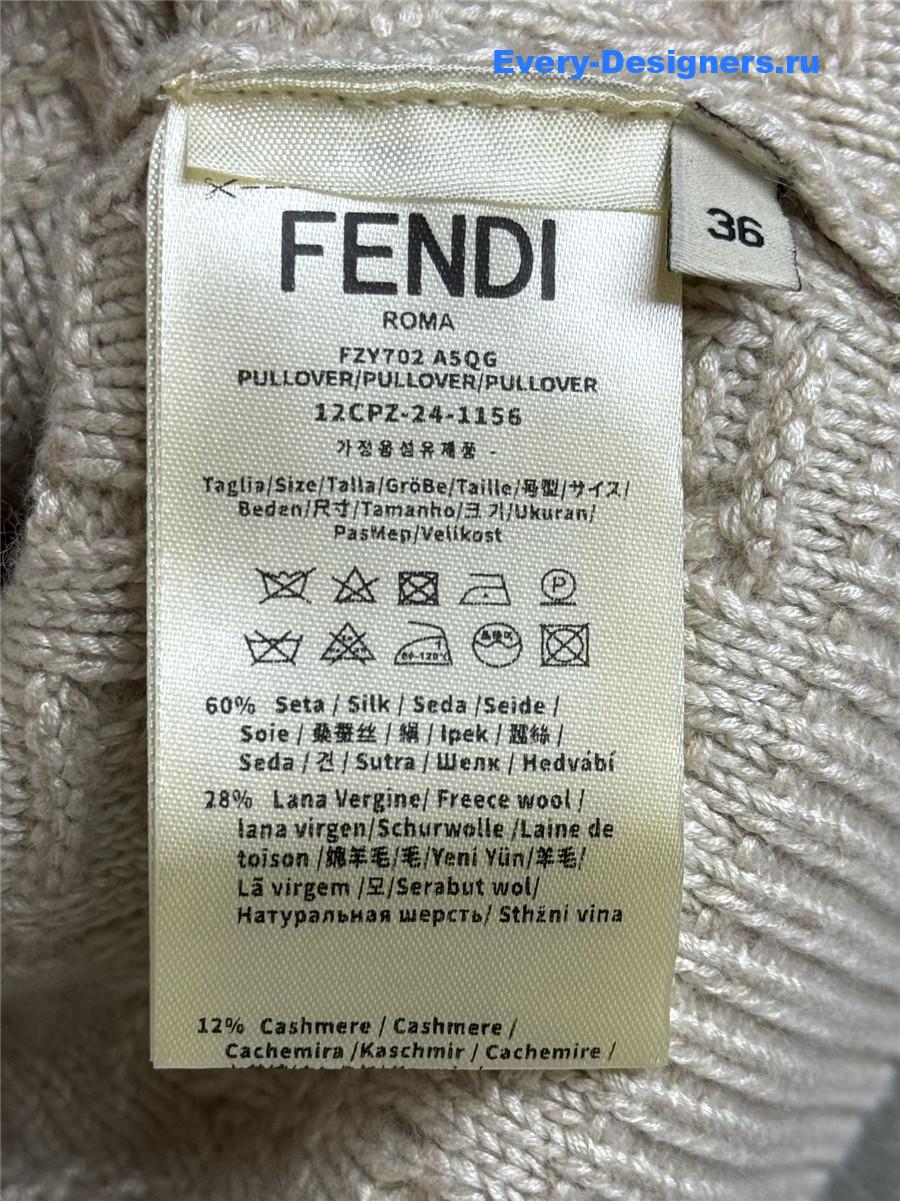 Every-Designers.ru
36
FENDI
ROMA
FZY702 A5QG
PULLOVER/PULLOVER/PULLOVER
12CPZ-24-1156
가정용섬유제품 -
Taglia/Size/Talla/GröBe/Taille/号型/サイズ/
Beden/尺寸/Tamanho/크 기/Ukuran/
PasMep/Velikost
P
60% Seta / Silk / Seda /Seide /
Soie / 桑蚕丝 / 絹 / Ipek / 蠶絲 /
Seda / 견 / Sutra / Шелк / Hedvábí
28% Lana Vergine/ Freece wool /
lana virgen/Schurwolle /Laine de
toison /绵羊毛/毛/Yeni Yün/羊毛/
Lã virgem /모/Serabut wol/
Натуральная шерсть/ Sthžni vina
12% Cashmere / Cashmere /
Cachemira /Kaschmir / Cachemire /